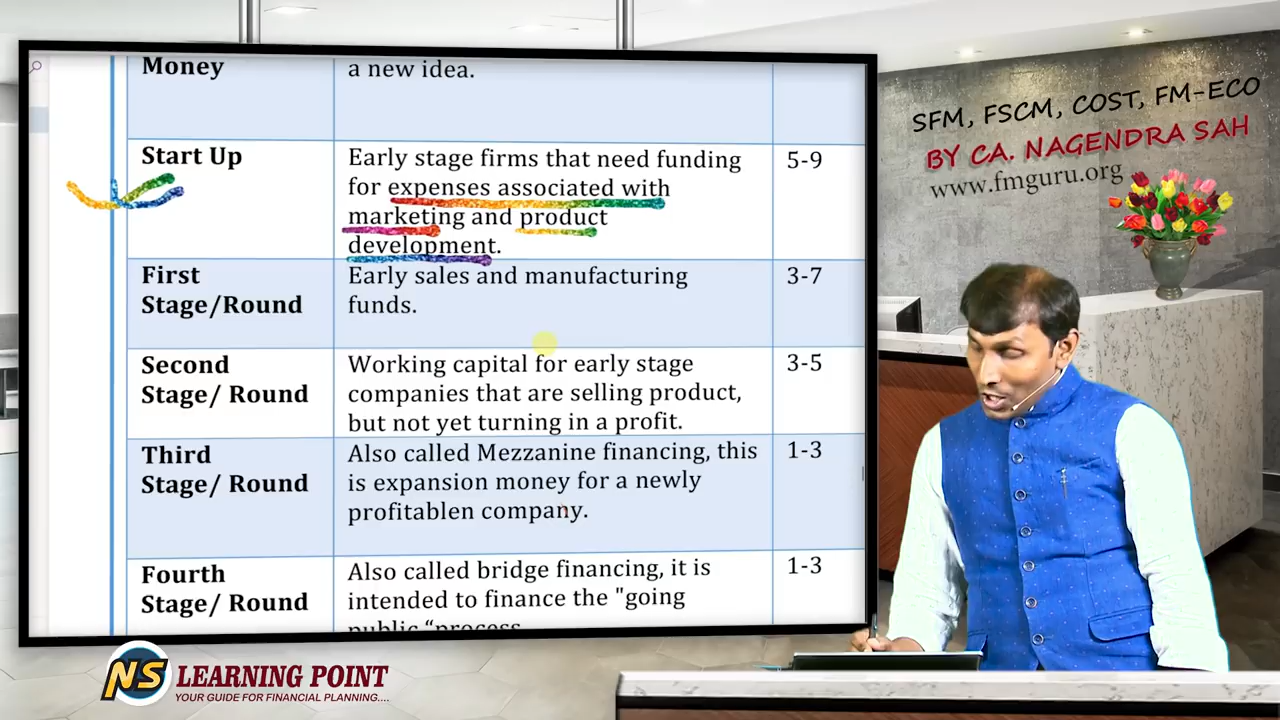 Money
a new idea.
Start Up
Early stage firms that need funding
for expenses associated with
marketing and product
development.
5-9
First
Stage/Round
Early sales and manufacturing
funds.
3-7
Second
Stage/ Round
Working capital for early stage
companies that are selling product,
but not yet turning in a profit.
3-5
Third
Stage/ Round
Also called Mezzanine financing, this
is expansion money for a newly
profitablen company.
1-3
Fourth
Stage/ Round
Also called bridge financing, it is
intended to finance the "going
public “process
1-3
SFM, FSCM, COST, FM-ECO
BY CA. NAGENDRA SAH
www.fmguru.org
NS LEARNING POINT
YOUR GUIDE FOR FINANCIAL PLANNING....